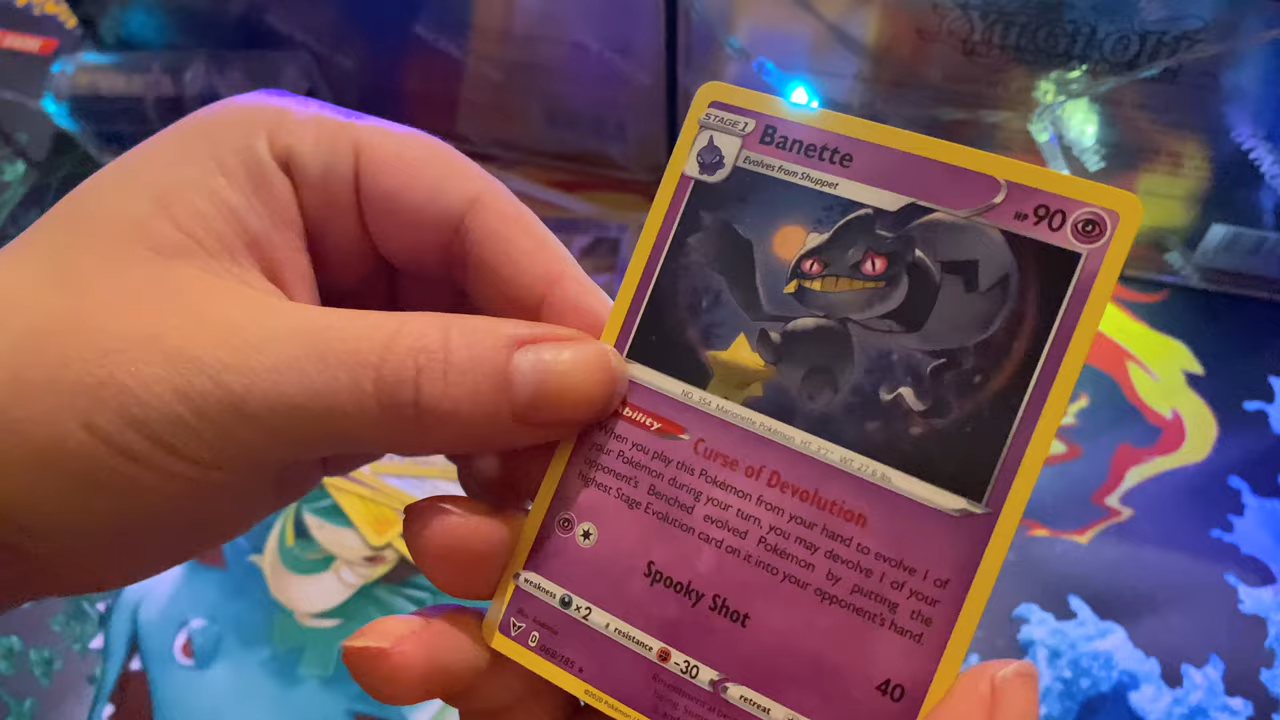 STAGE 1
Banette
Evolves from Shuppet
HP 90
NO. 354 Marionette Pokémon HT: 3'7" WT: 27.6 lbs.
bility
Curse of Devolution
When you play this Pokémon from your hand to evolve 1 of
your Pokémon during your turn, you may devolve 1 of your
opponent's Benched evolved Pokémon by putting the
highest Stage Evolution card on it into your opponent's hand.
Spooky Shot
40
weakness ×2 resistance -30 retreat
D 068/185
©2020 Pokémon